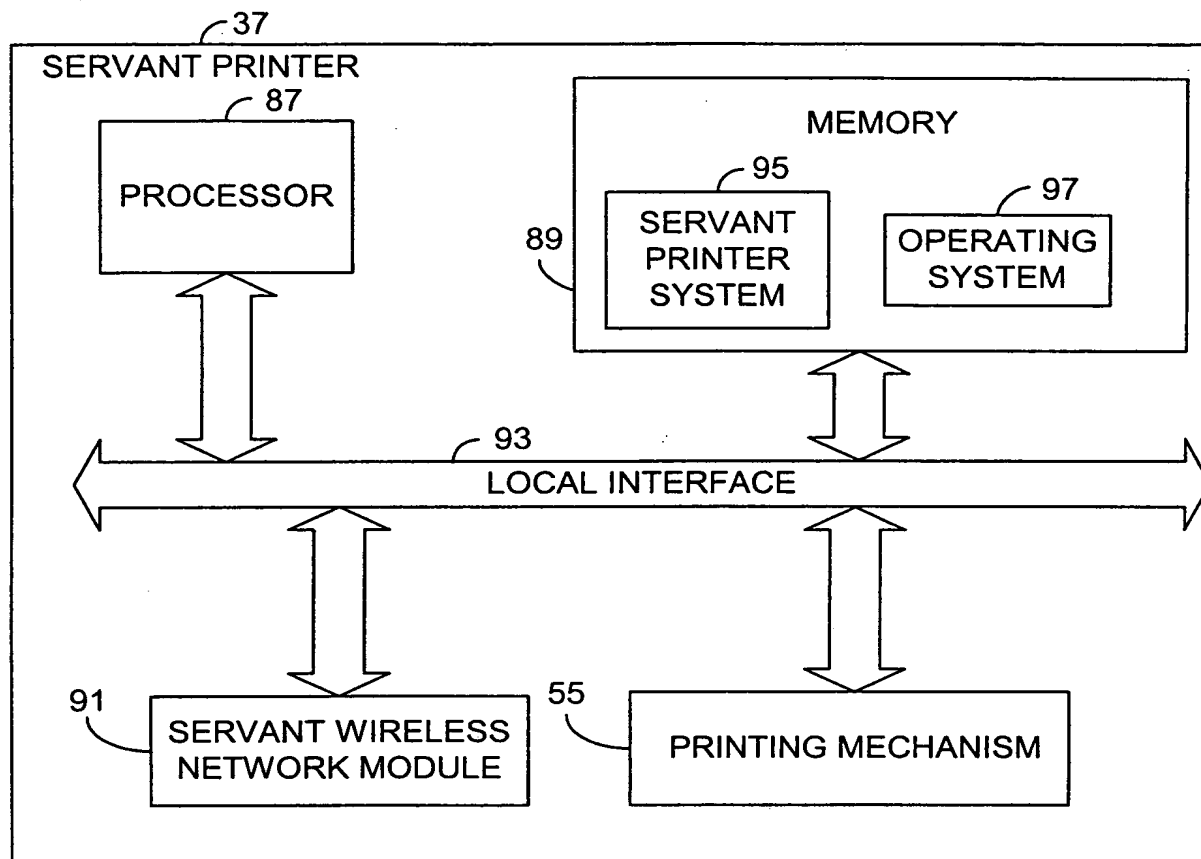 37
SERVANT PRINTER
87
PROCESSOR
MEMORY
95
SERVANT
PRINTER
SYSTEM
97
OPERATING
SYSTEM
89
93
LOCAL INTERFACE
91
SERVANT WIRELESS
NETWORK MODULE
55
PRINTING MECHANISM